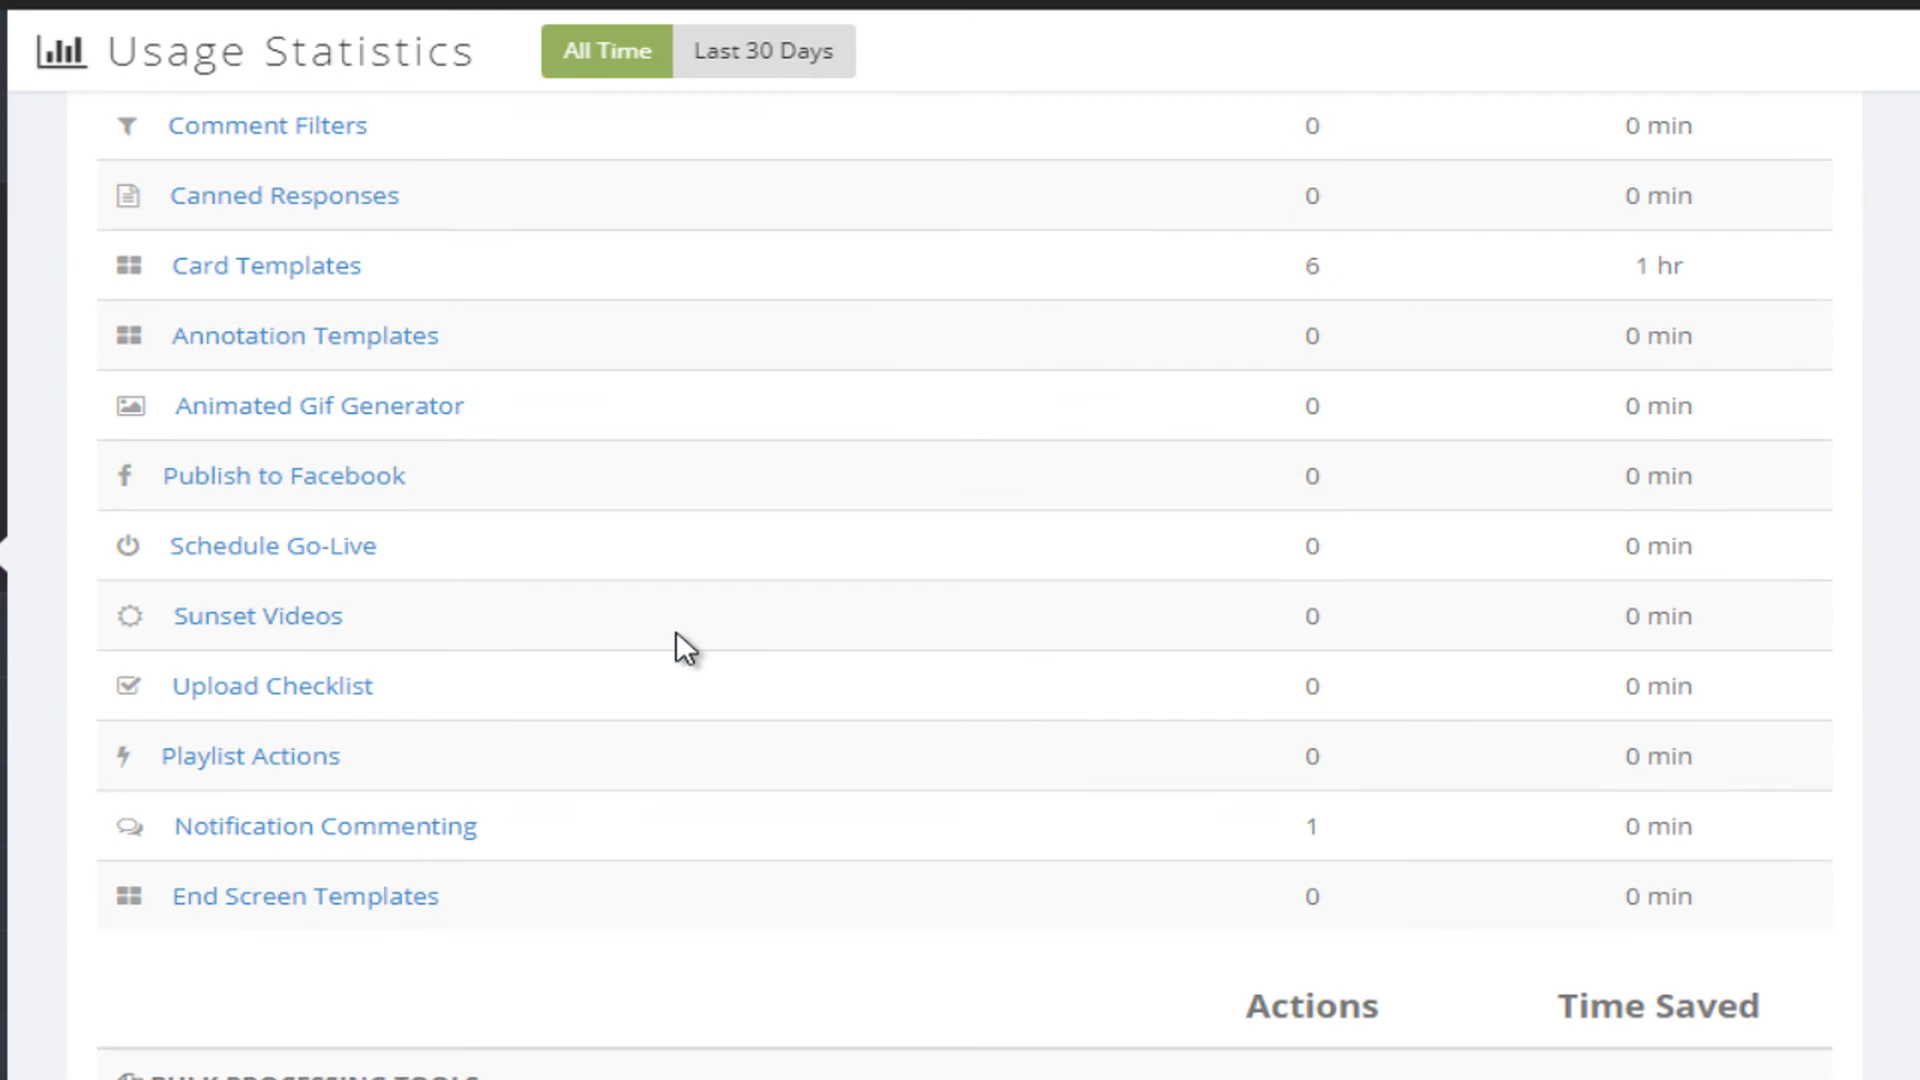 Usage Statistics All Time Last 30 Days
Comment Filters 0 0 min
Canned Responses 0 0 min
Card Templates 6 1 hr
Annotation Templates 0 0 min
Animated Gif Generator 0 0 min
Publish to Facebook 0 0 min
Schedule Go-Live 0 0 min
Sunset Videos 0 0 min
Upload Checklist 0 0 min
Playlist Actions 0 0 min
Notification Commenting 1 0 min
End Screen Templates 0 0 min
Actions Time Saved
BULK PROCESSING TOOLS